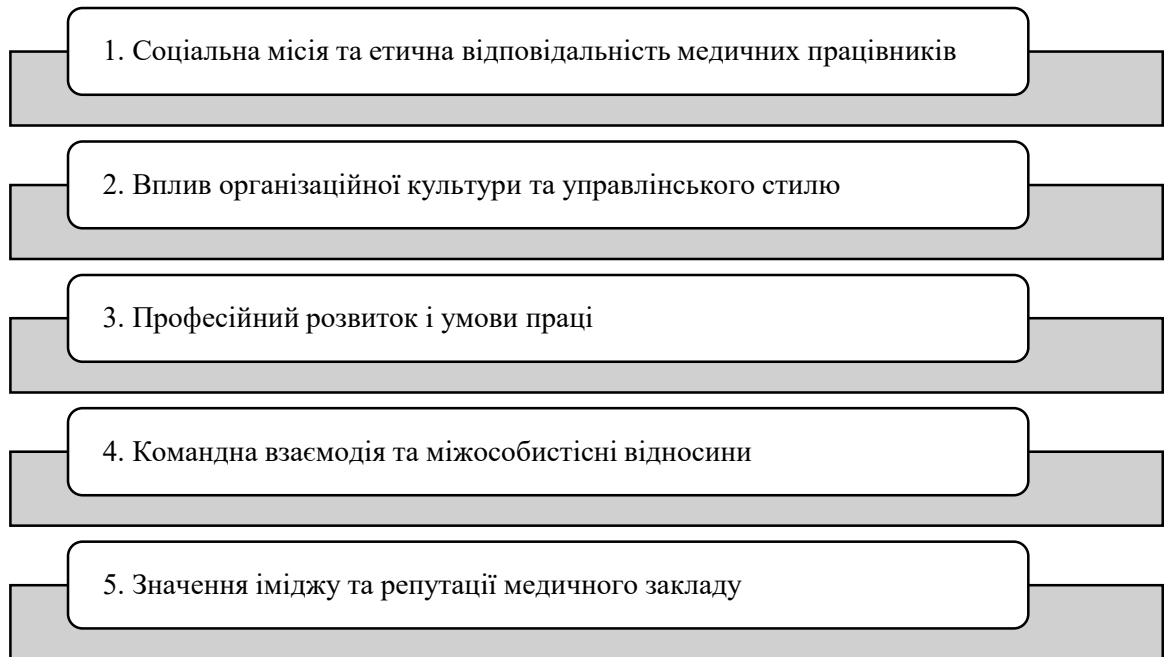 1. Соціальна місія та етична відповідальність медичних працівників
2. Вплив організаційної культури та управлінського стилю
3. Професійний розвиток і умови праці
4. Командна взаємодія та міжособистісні відносини
5. Значення іміджу та репутації медичного закладу